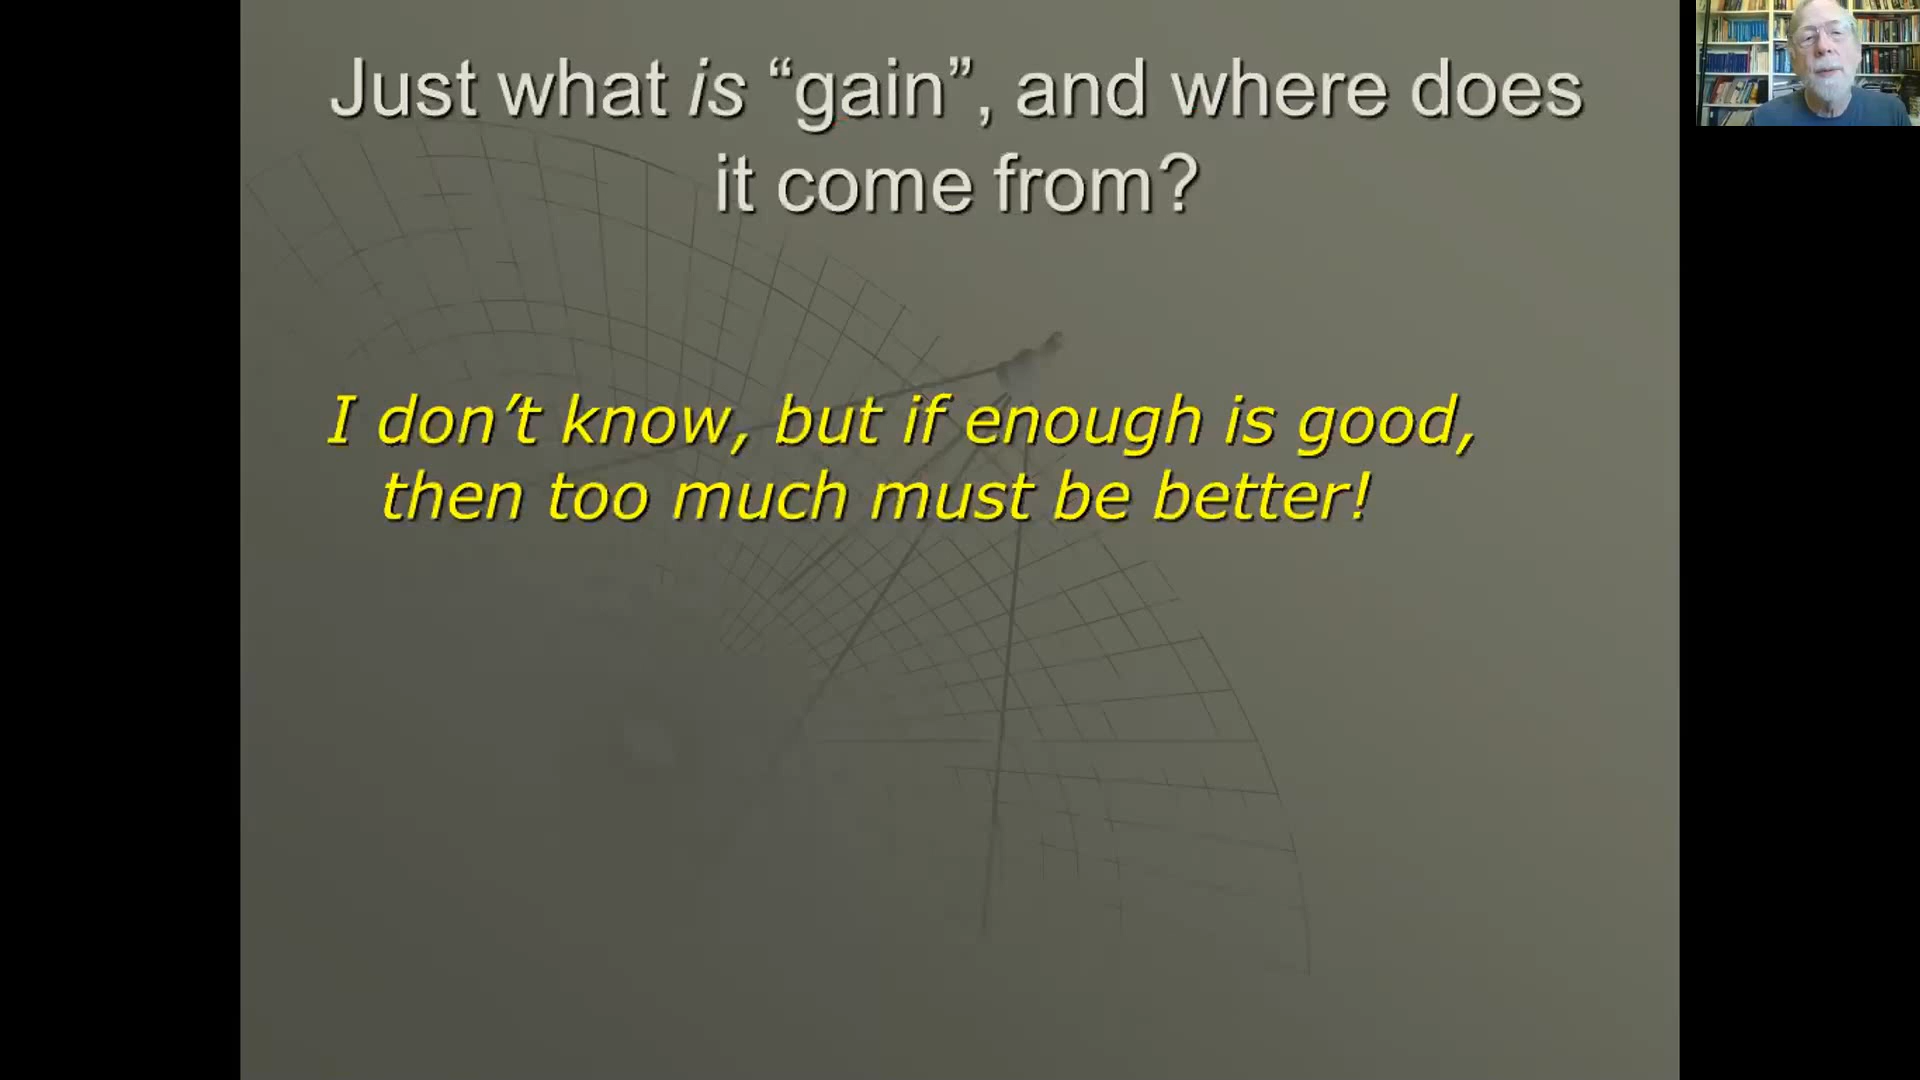 Just what is “gain”, and where does
it come from?
I don’t know, but if enough is good,
then too much must be better!